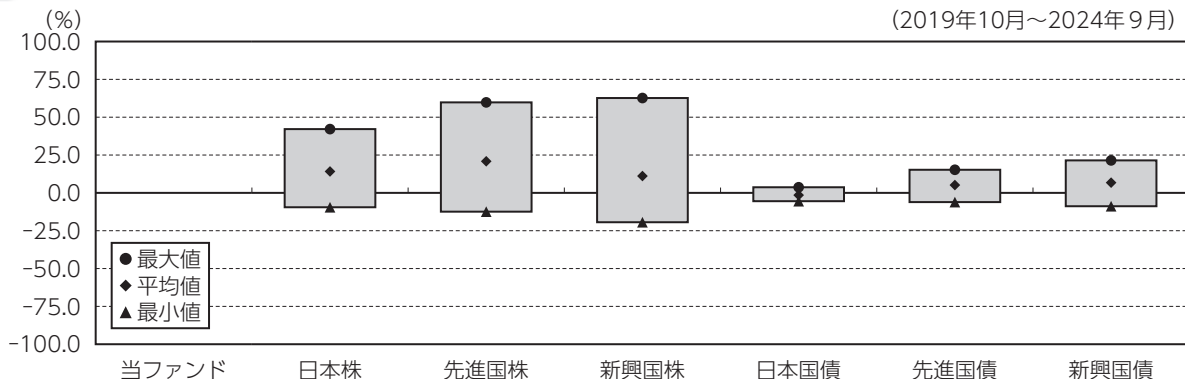 (%)
(2019年10月～2024年9月)
100.0
75.0
50.0
25.0
0.0
-25.0
-50.0
-75.0
-100.0
●最大値
◆平均値
▲最小値
当ファンド 日本株 先進国株 新興国株 日本国債 先進国債 新興国債